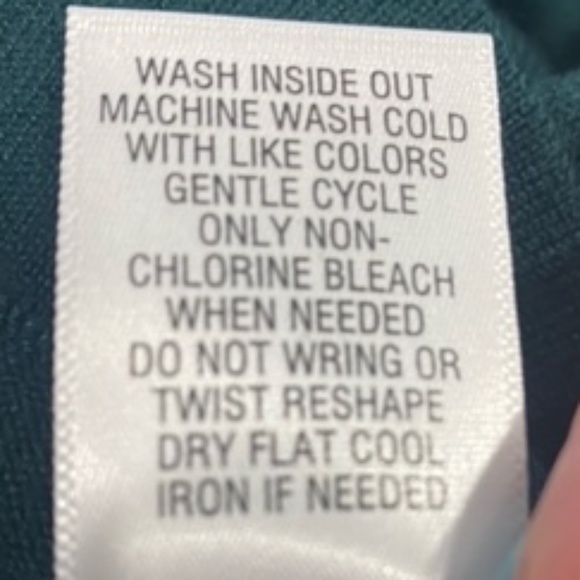 WASH INSIDE OUT
MACHINE WASH COLD
WITH LIKE COLORS
GENTLE CYCLE
ONLY NON-
CHLORINE BLEACH
WHEN NEEDED
DO NOT WRING OR
TWIST RESHAPE
DRY FLAT COOL
IRON IF NEEDED